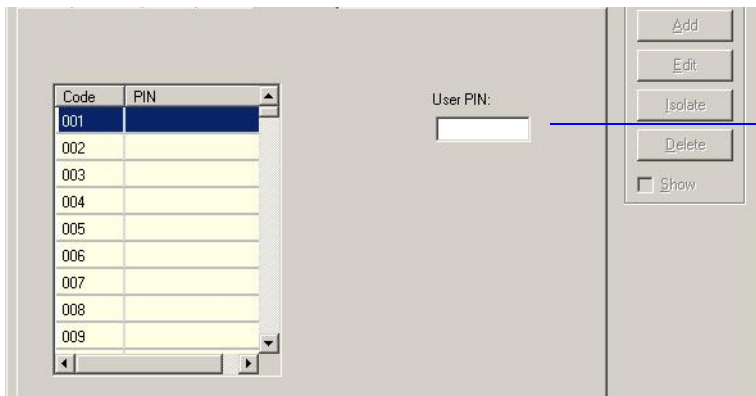 Code PIN
001
002
003
004
005
006
007
008
009
User PIN:
Add
Edit
Isolate
Delete
Show